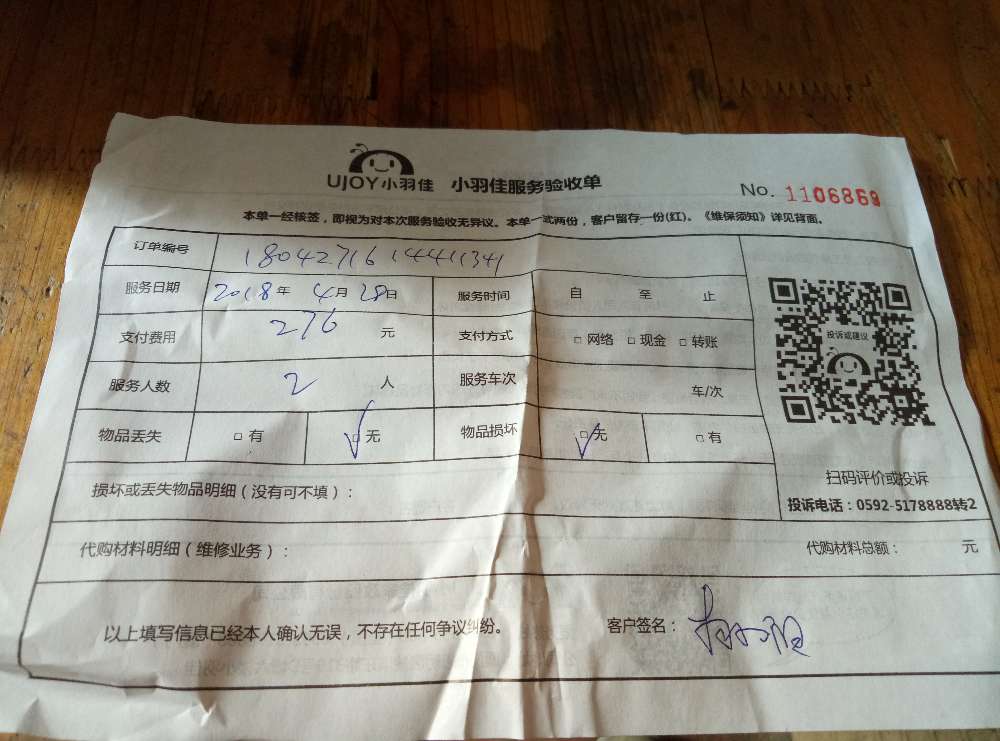 UJOY小羽佳 小羽佳服务验收单 No. 1106869
本单一经核签，即视为对本次服务验收无异议。本单一式两份，客户留存一份(红)。《维保须知》详见背面。
订单编号 18042716144411341
服务日期 2018年 4月 28日 服务时间 自 至 止
支付费用 276 元 支付方式 □ 网络 □ 现金 □ 转账
投诉或建议
服务人数 2 人 服务车次 车/次
物品丢失 □ 有 □ 无 物品损坏 □ 无 □ 有
扫码评价或投诉
损坏或丢失物品明细（没有可不填）：
投诉电话：0592-5178888转2
代购材料明细（维修业务）： 代购材料总额： 元
以上填写信息已经本人确认无误，不存在任何争议纠纷。 客户签名：